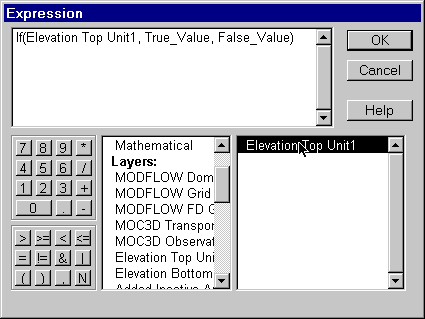 Expression
If(Elevation Top Unit1, True_Value, False_Value)
OK
Cancel
Help
7 8 9 *
4 5 6 /
1 2 3 +
0 . -
> >= < <=
= != & |
( ) , N
Mathematical
Layers:
MODFLOW Dom
MODFLOW Grid
MODFLOW FD G
MOC3D Transpor
MOC3D Observat
Elevation Top Uni
Elevation Bottom
Elevation Top Unit1